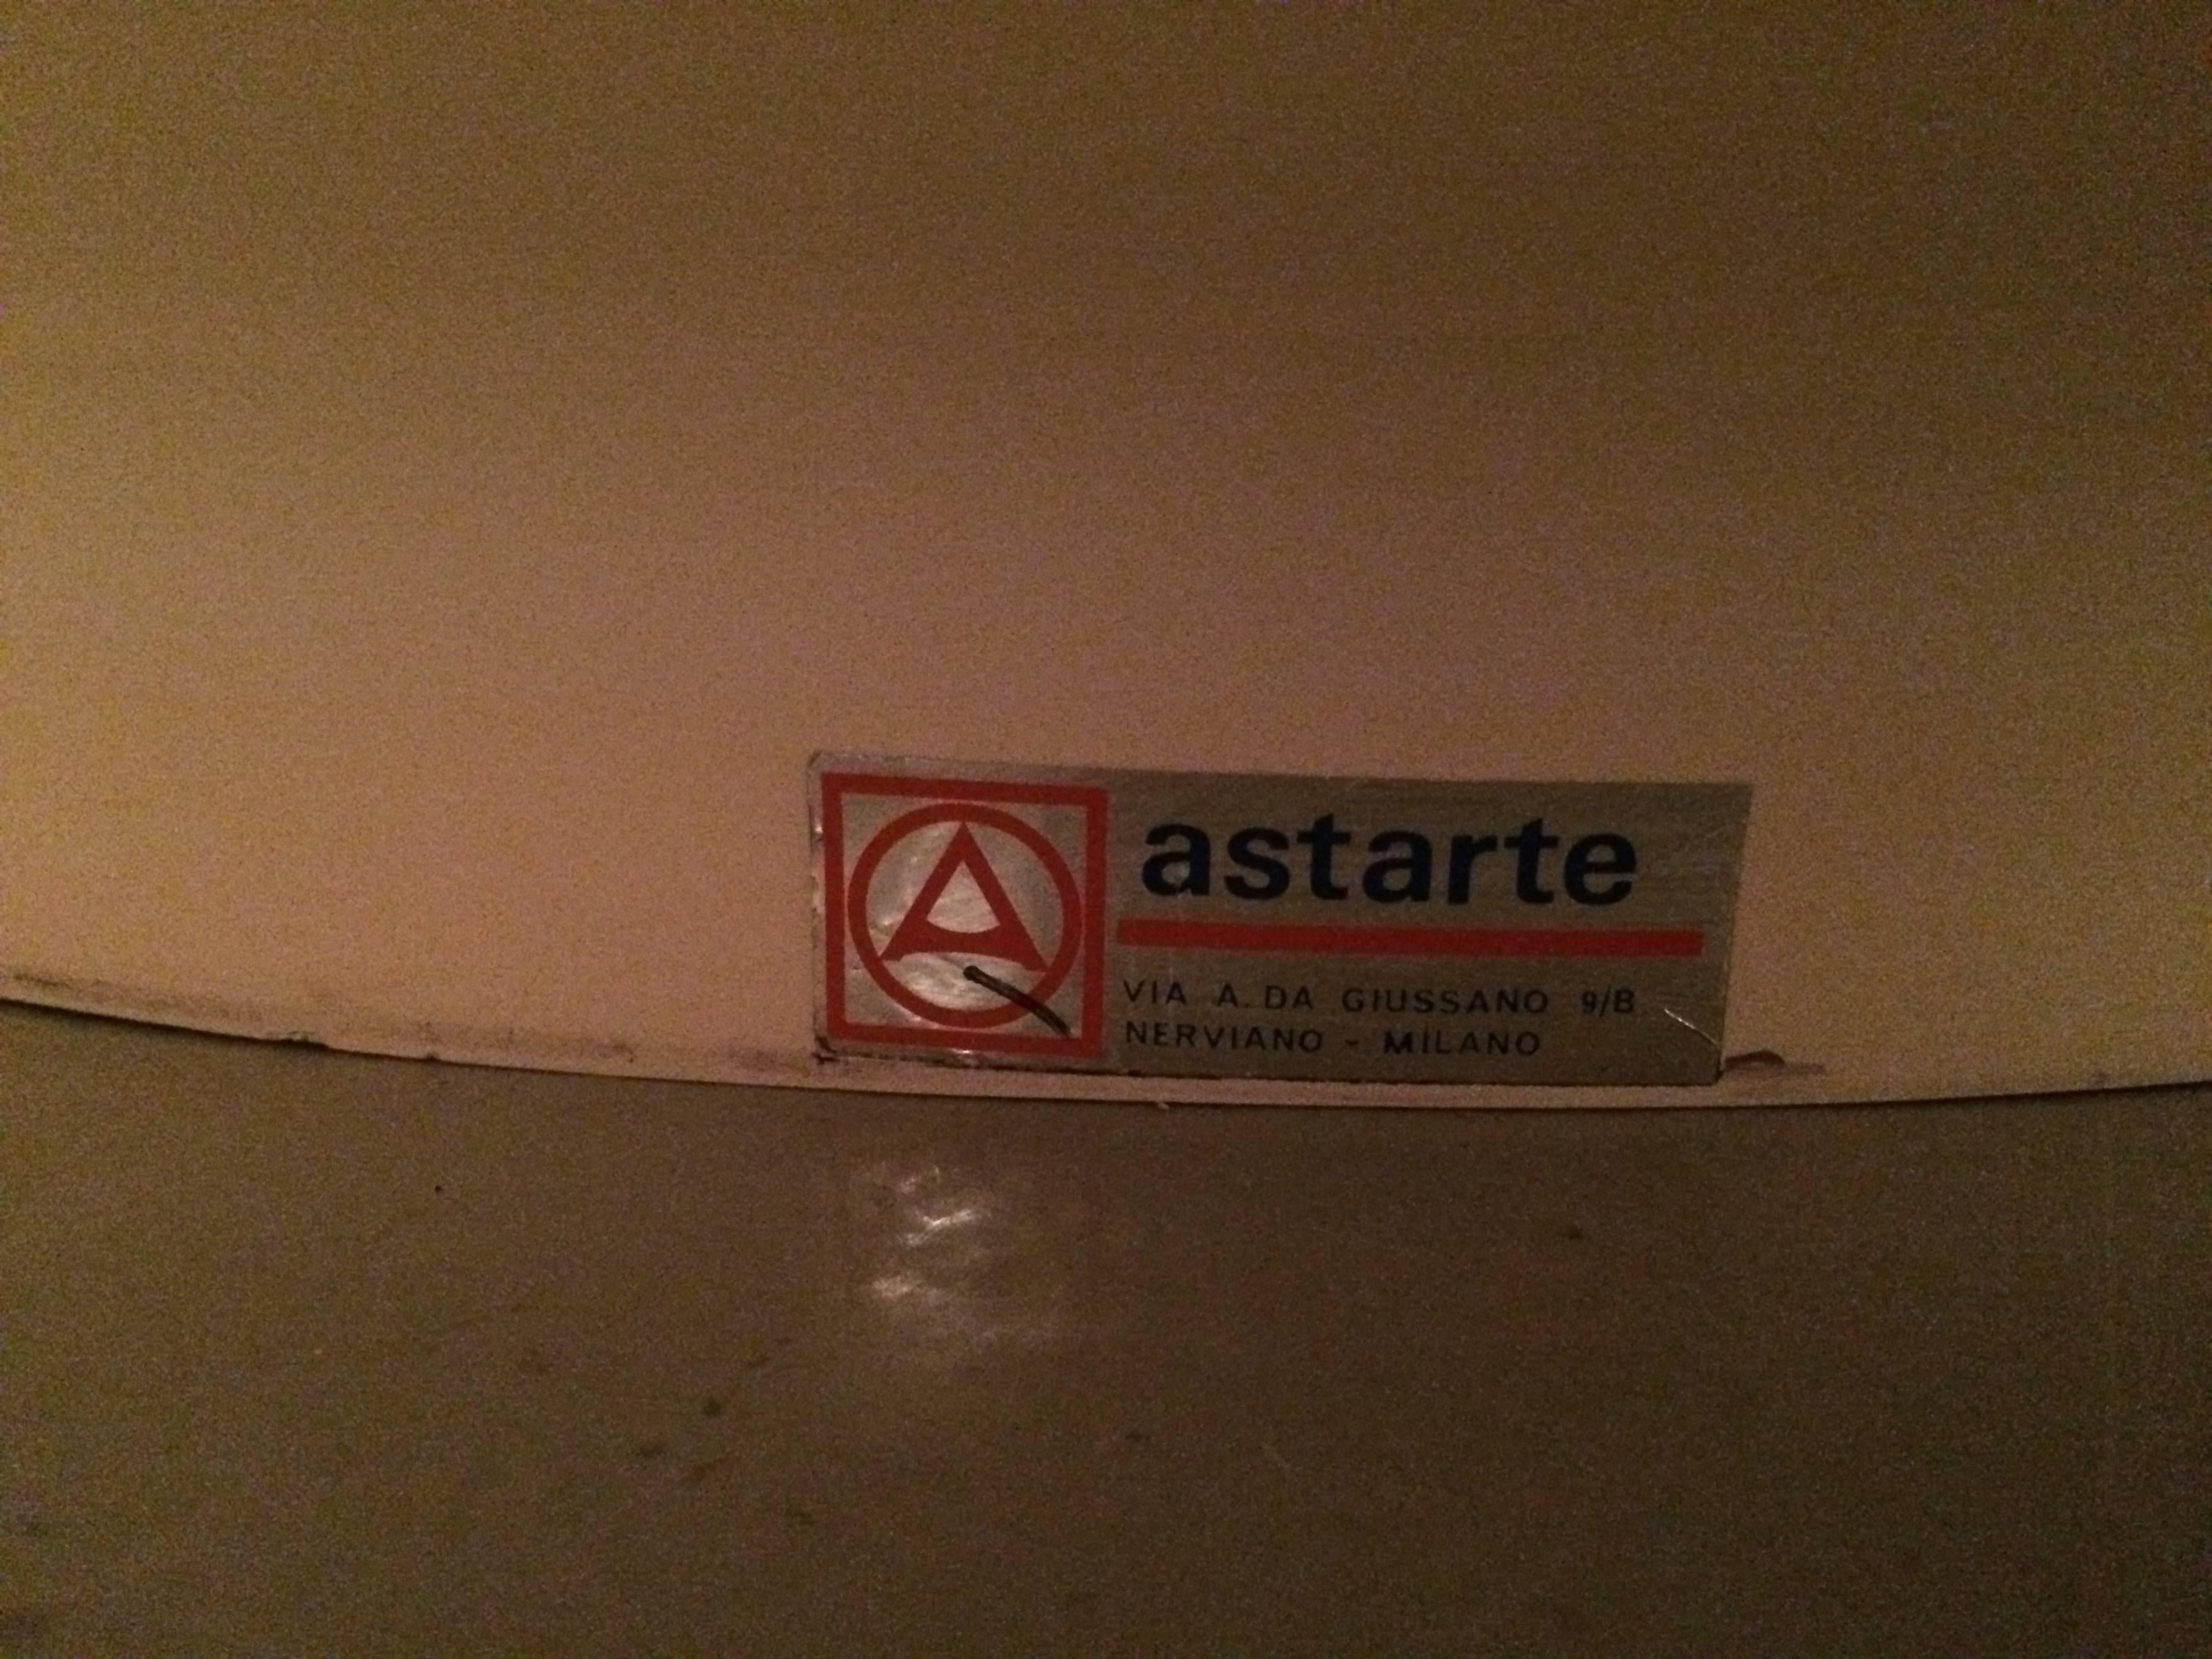 A
astarte
VIA A. DA GIUSSANO 9/B
NERVIANO - MILANO